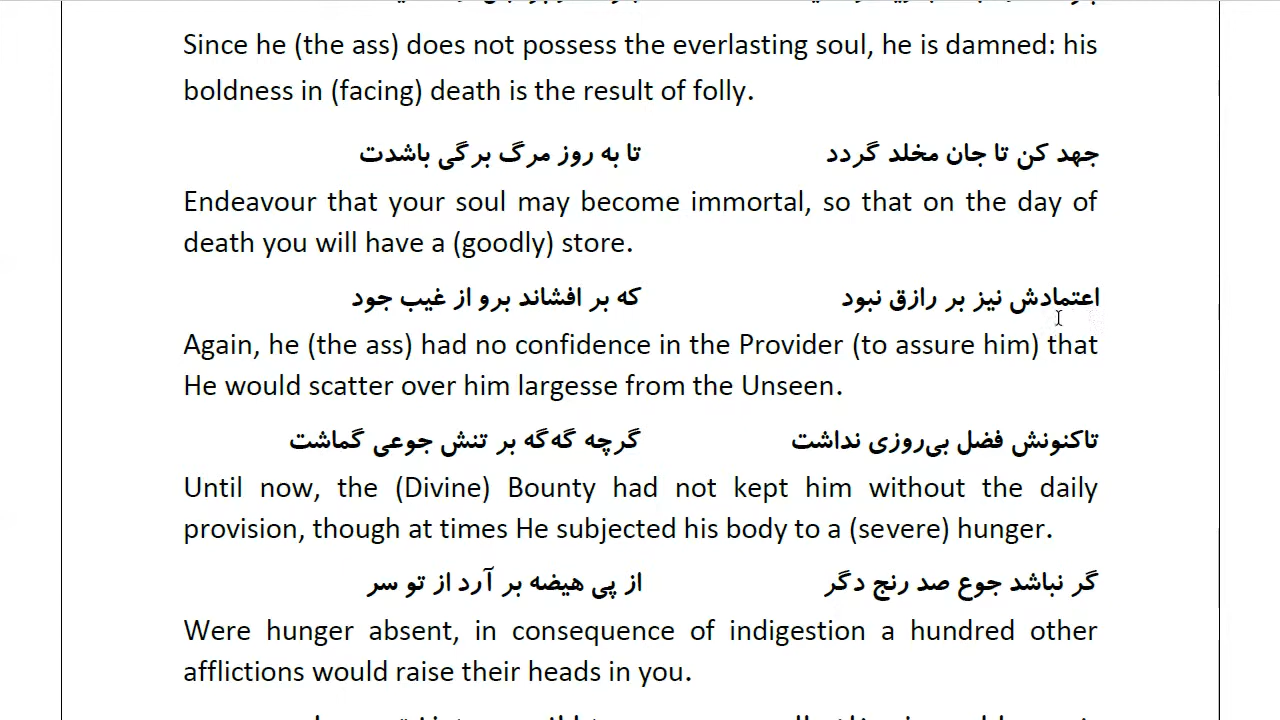 Since he (the ass) does not possess the everlasting soul, he is damned: his
boldness in (facing) death is the result of folly.
جهد کن تا جان مخلد گردد تا به روز مرگ برگی باشدت
Endeavour that your soul may become immortal, so that on the day of
death you will have a (goodly) store.
اعتمادش نیز بر رازق نبود که بر افشاند برو از غیب جود
Again, he (the ass) had no confidence in the Provider (to assure him) that
He would scatter over him largesse from the Unseen.
تاکنونش فضل بی‌روزی نداشت گرچه گه‌گه بر تنش جوعی گماشت
Until now, the (Divine) Bounty had not kept him without the daily
provision, though at times He subjected his body to a (severe) hunger.
گر نباشد جوع صد رنج دگر از پی هیضه بر آرد از تو سر
Were hunger absent, in consequence of indigestion a hundred other
afflictions would raise their heads in you.